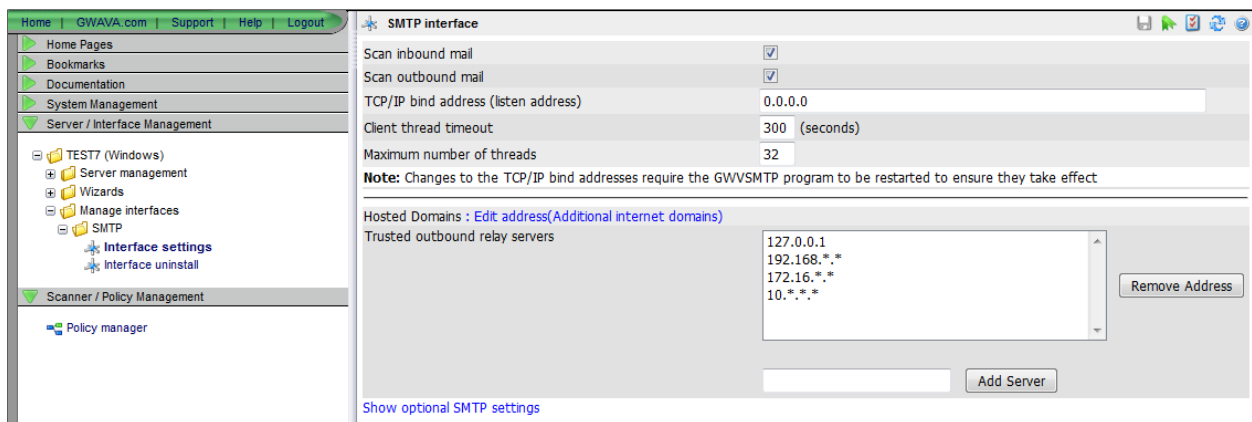 Home | GWAVA.com | Support | Help | Logout
Home Pages
Bookmarks
Documentation
System Management
Server / Interface Management
TEST7 (Windows)
Server management
Wizards
Manage interfaces
SMTP
Interface settings
Interface uninstall
Scanner / Policy Management
Policy manager
SMTP interface
Scan inbound mail
Scan outbound mail
TCP/IP bind address (listen address) 0.0.0.0
Client thread timeout 300 (seconds)
Maximum number of threads 32
Note: Changes to the TCP/IP bind addresses require the GWVSMTP program to be restarted to ensure they take effect
Hosted Domains : Edit address(Additional internet domains)
Trusted outbound relay servers
127.0.0.1
192.168.*.*
172.16.*.*
10.*.*.*
Remove Address
Add Server
Show optional SMTP settings